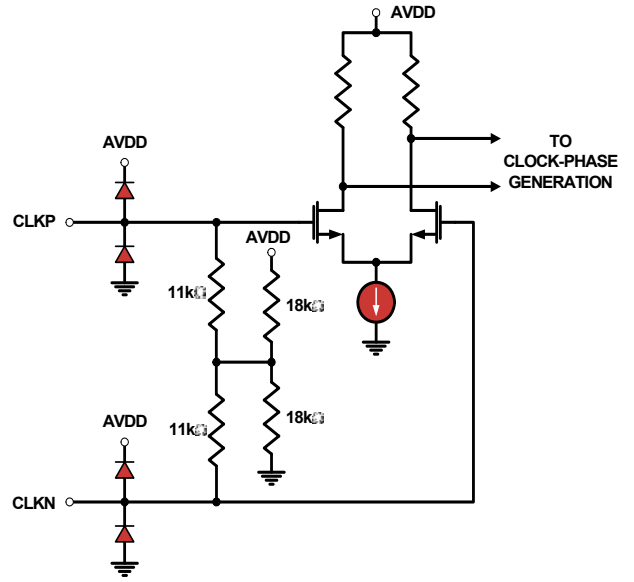 AVDD
TO
CLOCK-PHASE
GENERATION
AVDD
CLKP
AVDD
11k
18k
11k
18k
AVDD
CLKN